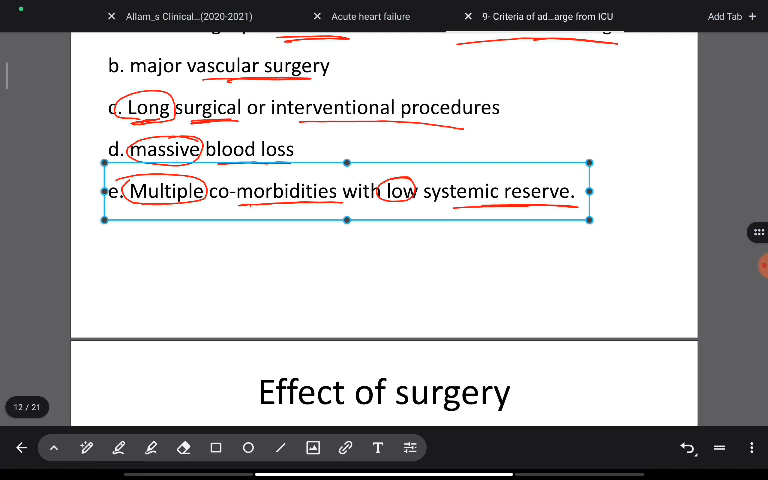 Allam_s Clinical_(2020-2021)
Acute heart failure
9- Criteria of ad...arge from ICU
Add Tab +
b. major vascular surgery
c. Long surgical or interventional procedures
d. massive blood loss
e. Multiple co-morbidities with low systemic reserve.
Effect of surgery
12 / 21
T